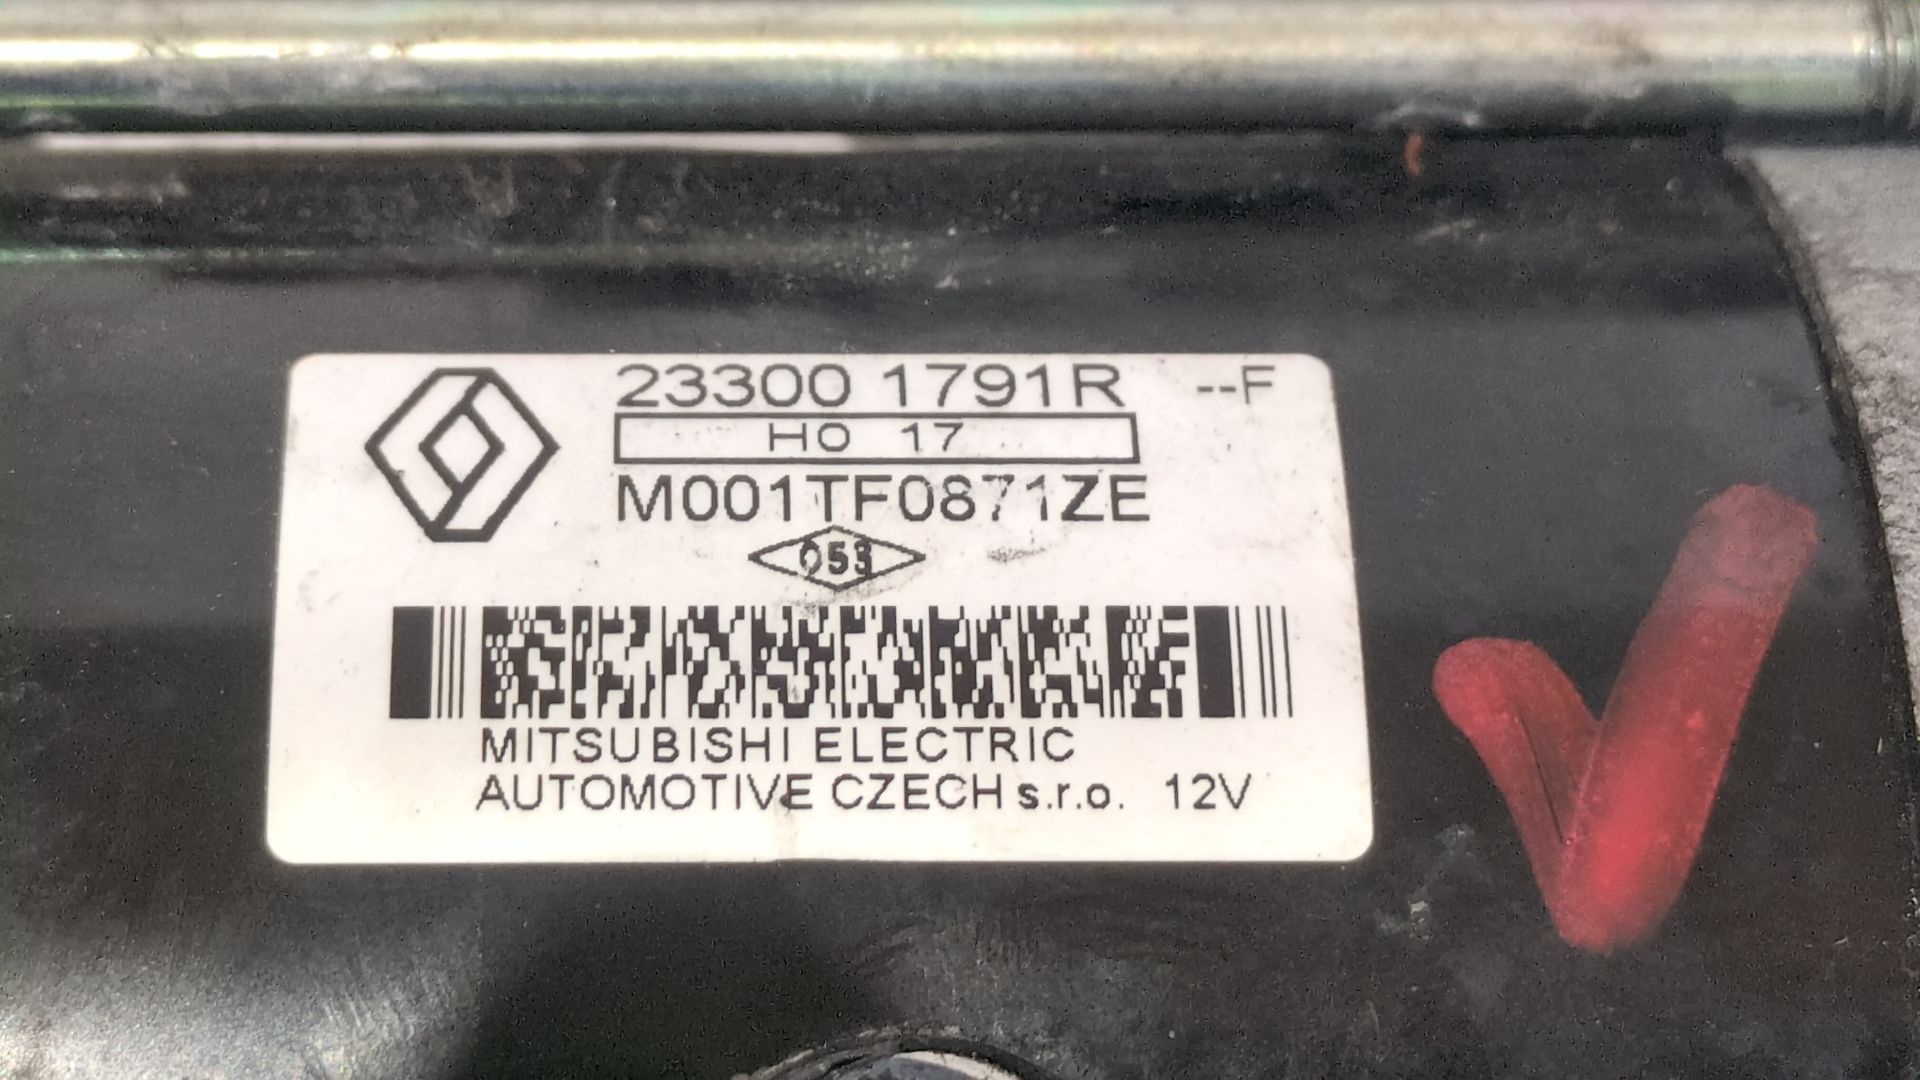 23300 1791R --F
HO 17
M001TF0871ZE
053
MITSUBISHI ELECTRIC
AUTOMOTIVE CZECH s.r.o. 12V